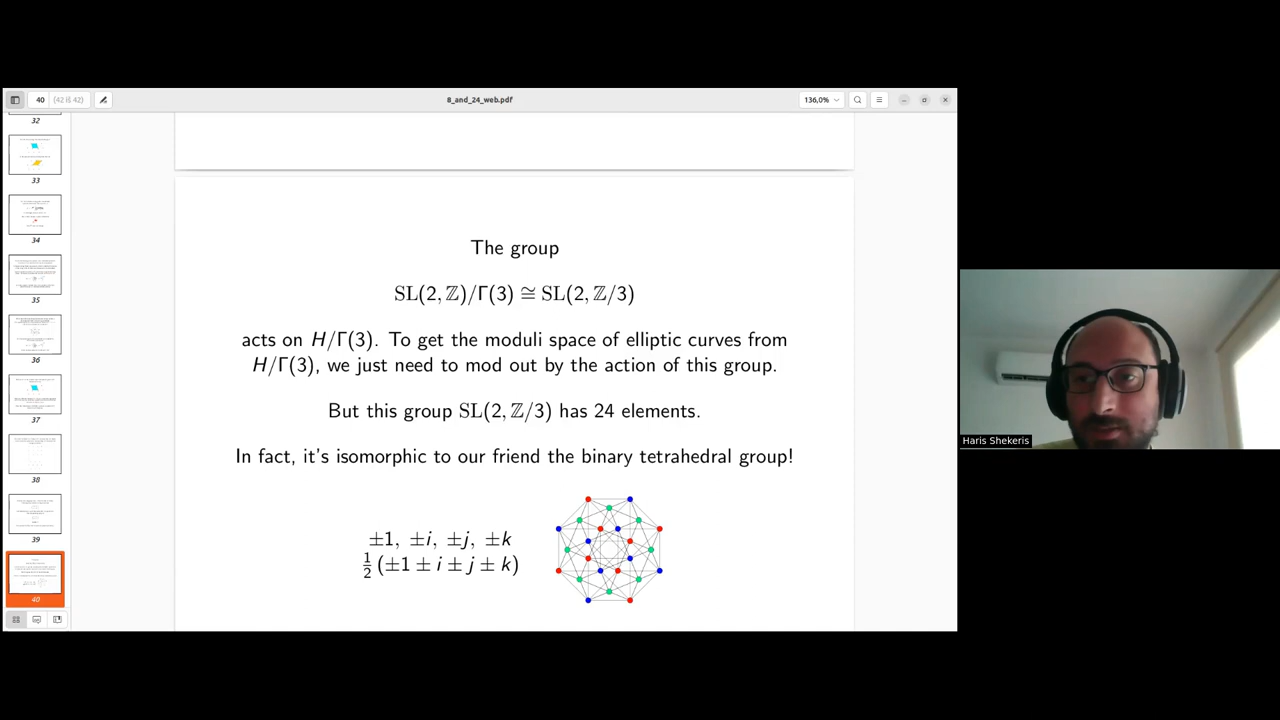 40 (42 iš 42)
8_and_24_web.pdf
136,0%
32
33
34
35
36
37
38
39
40
The group
SL(2, ℤ)/Γ(3) ≅ SL(2, ℤ/3)
acts on H/Γ(3). To get the moduli space of elliptic curves from
H/Γ(3), we just need to mod out by the action of this group.
But this group SL(2, ℤ/3) has 24 elements.
In fact, it's isomorphic to our friend the binary tetrahedral group!
±1, ±i, ±j, ±k
½(±1 ± i ± j ± k)
Haris Shekeris